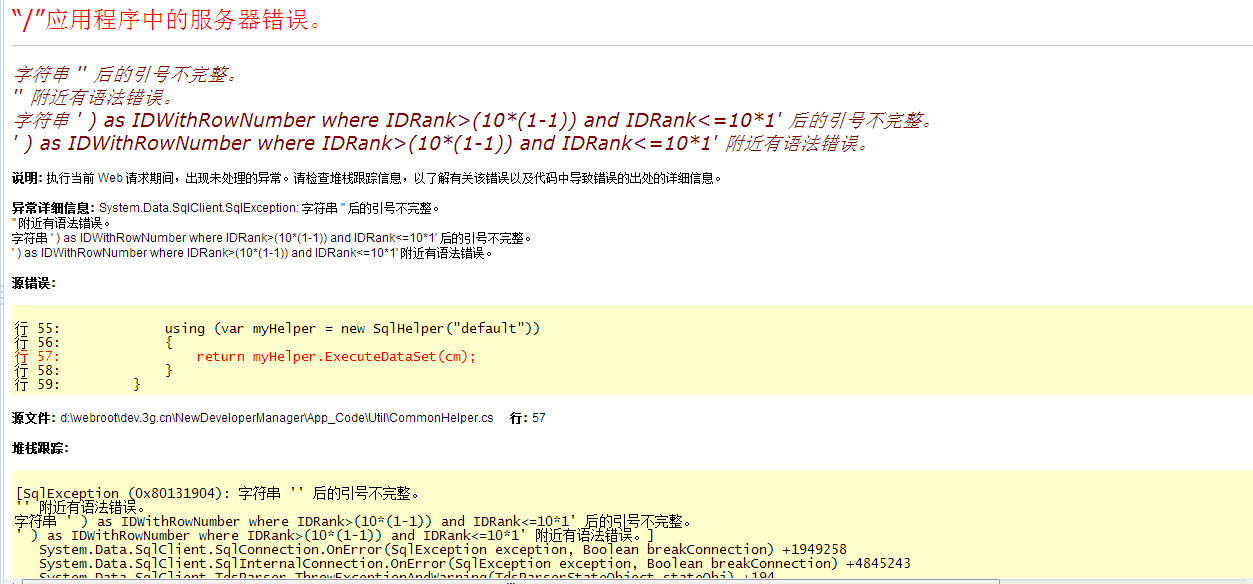 “/”应用程序中的服务器错误。
字符串 '' 后的引号不完整。
'' 附近有语法错误。
字符串 ' ) as IDWithRowNumber where IDRank>(10*(1-1)) and IDRank<=10*1' 后的引号不完整。
' ) as IDWithRowNumber where IDRank>(10*(1-1)) and IDRank<=10*1' 附近有语法错误。
说明: 执行当前 Web 请求期间，出现未处理的异常。请检查堆栈跟踪信息，以了解有关该错误以及代码中导致错误的出处的详细信息。
异常详细信息: System.Data.SqlClient.SqlException: 字符串 '' 后的引号不完整。
'' 附近有语法错误。
字符串 ' ) as IDWithRowNumber where IDRank>(10*(1-1)) and IDRank<=10*1' 后的引号不完整。
' ) as IDWithRowNumber where IDRank>(10*(1-1)) and IDRank<=10*1' 附近有语法错误。
源错误:
行 55:             using (var myHelper = new SqlHelper("default"))
行 56:             {
行 57:                 return myHelper.ExecuteDataSet(cm);
行 58:             }
行 59:         }
源文件: d:\webroot\dev.3g.cn\NewDeveloperManager\App_Code\Util\CommonHelper.cs    行: 57
堆栈跟踪:
[SqlException (0x80131904): 字符串 '' 后的引号不完整。
'' 附近有语法错误。
字符串 ' ) as IDWithRowNumber where IDRank>(10*(1-1)) and IDRank<=10*1' 后的引号不完整。
' ) as IDWithRowNumber where IDRank>(10*(1-1)) and IDRank<=10*1' 附近有语法错误。]
   System.Data.SqlClient.SqlConnection.OnError(SqlException exception, Boolean breakConnection) +1949258
   System.Data.SqlClient.SqlInternalConnection.OnError(SqlException exception, Boolean breakConnection) +4845243
   System.Data.SqlClient.TdsParser.ThrowExceptionAndWarning(TdsParserStateObject stateObj) +194